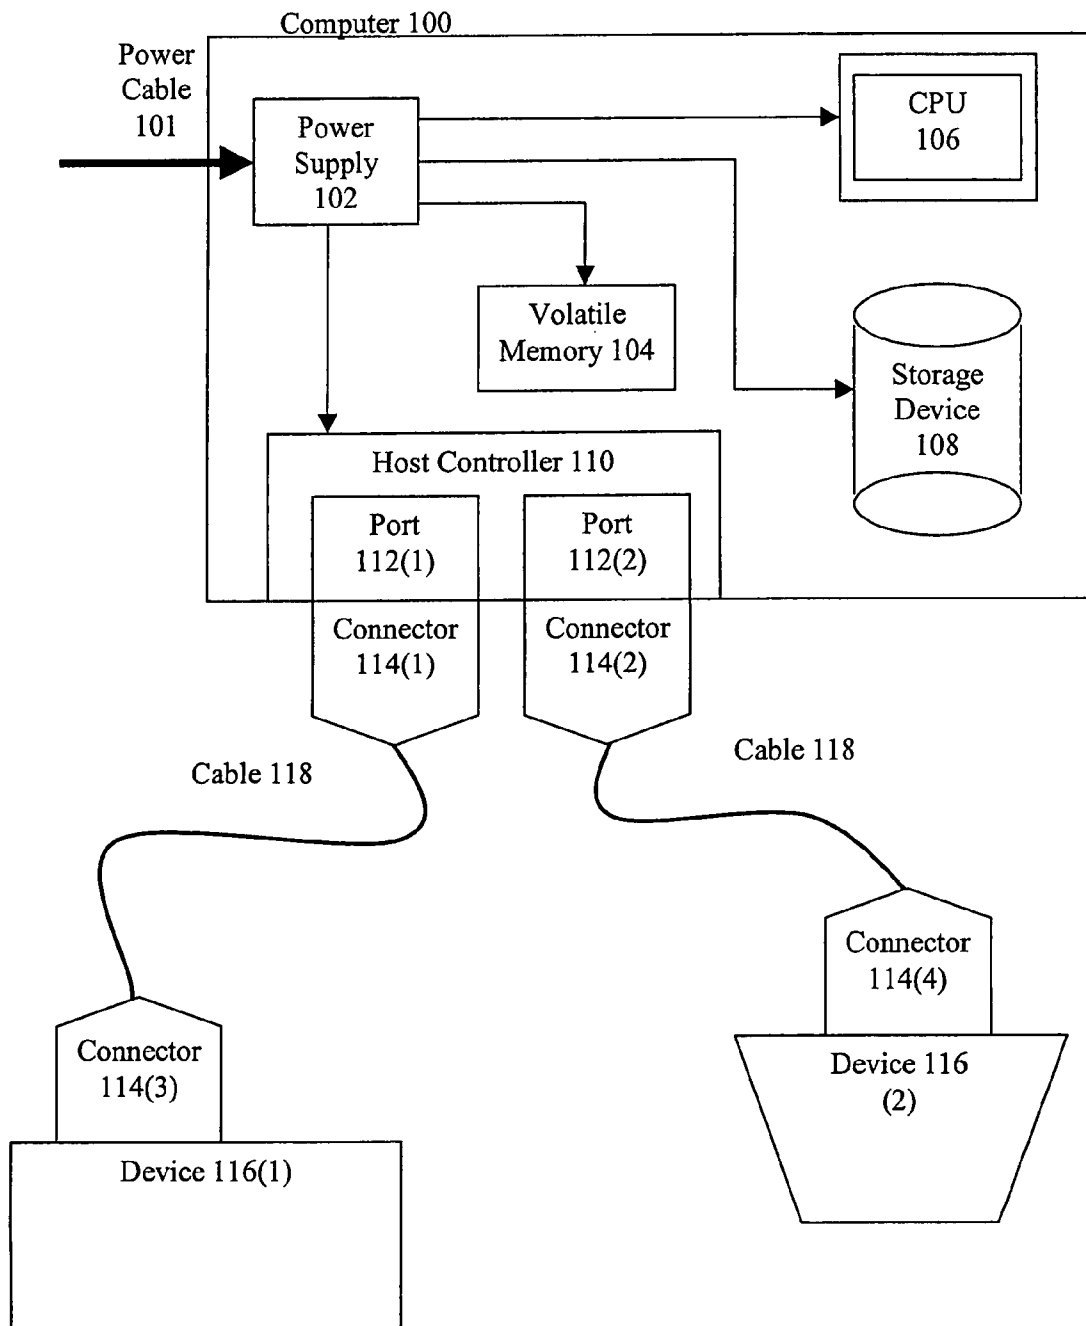 Computer 100
Power
Cable
101
Power
Supply
102
CPU
106
Volatile
Memory 104
Storage
Device
108
Host Controller 110
Port
112(1)
Port
112(2)
Connector
114(1)
Connector
114(2)
Cable 118
Cable 118
Connector
114(4)
Device 116
(2)
Connector
114(3)
Device 116(1)